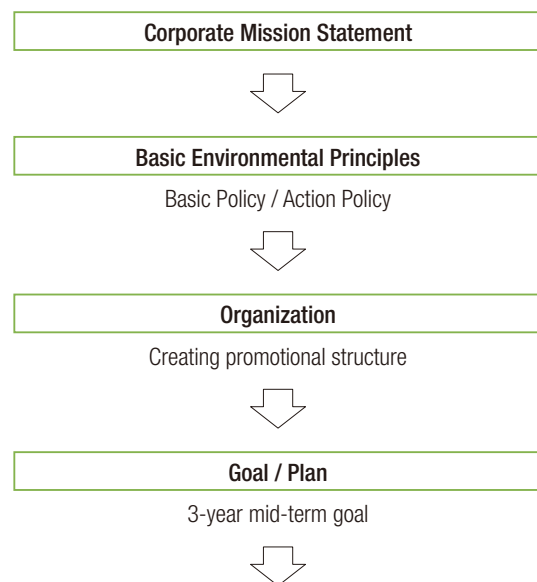 Corporate Mission Statement
Basic Environmental Principles
Basic Policy / Action Policy
Organization
Creating promotional structure
Goal / Plan
3-year mid-term goal